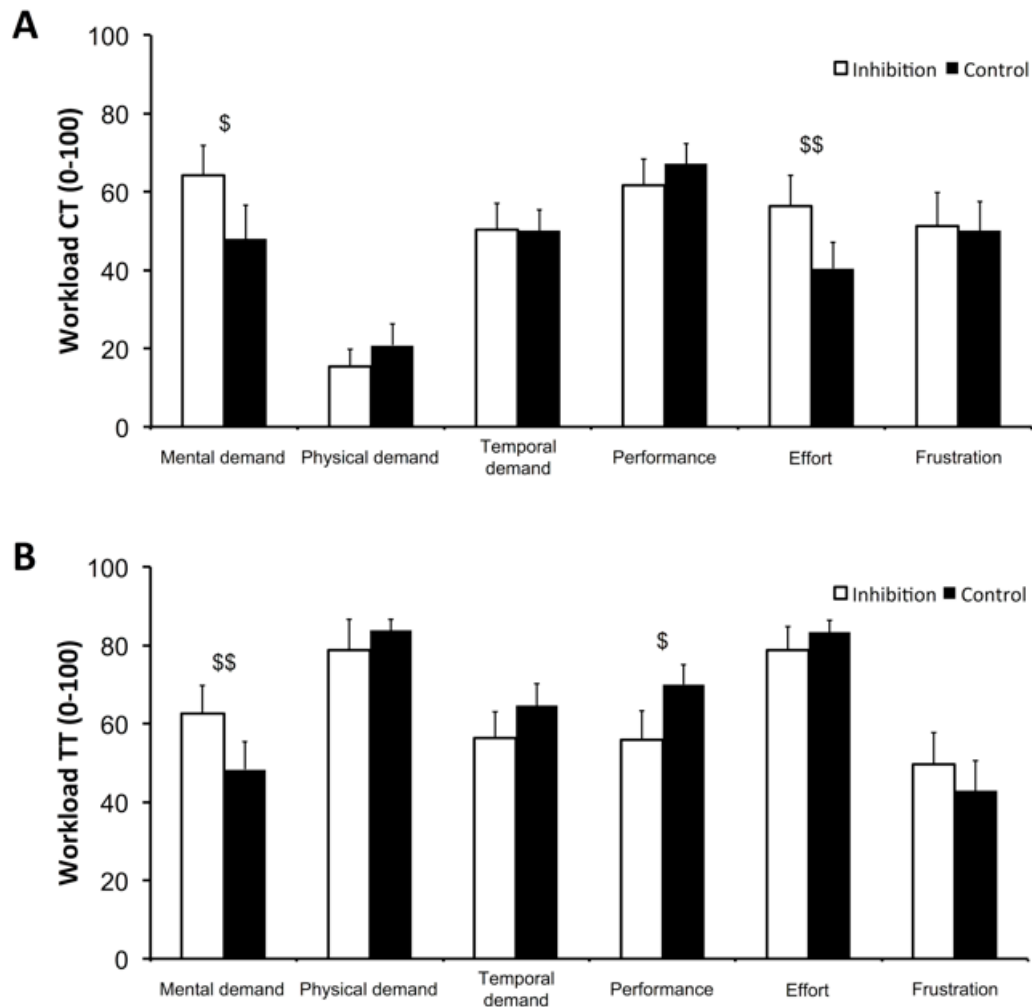 A
Workload CT (0-100)
100
80
60
40
20
0
Inhibition Control
$
$$
Mental demand
Physical demand
Temporal
demand
Performance
Effort
Frustration
B
Workload TT (0-100)
100
80
60
40
20
0
Inhibition Control
$$
$
Mental demand
Physical demand
Temporal
demand
Performance
Effort
Frustration